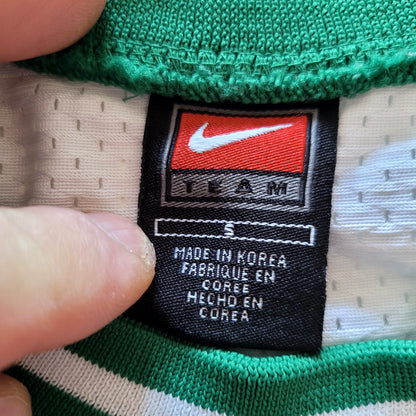 TEAM
S
MADE IN KOREA
FABRIQUE EN
COREE
HECHO EN
COREA